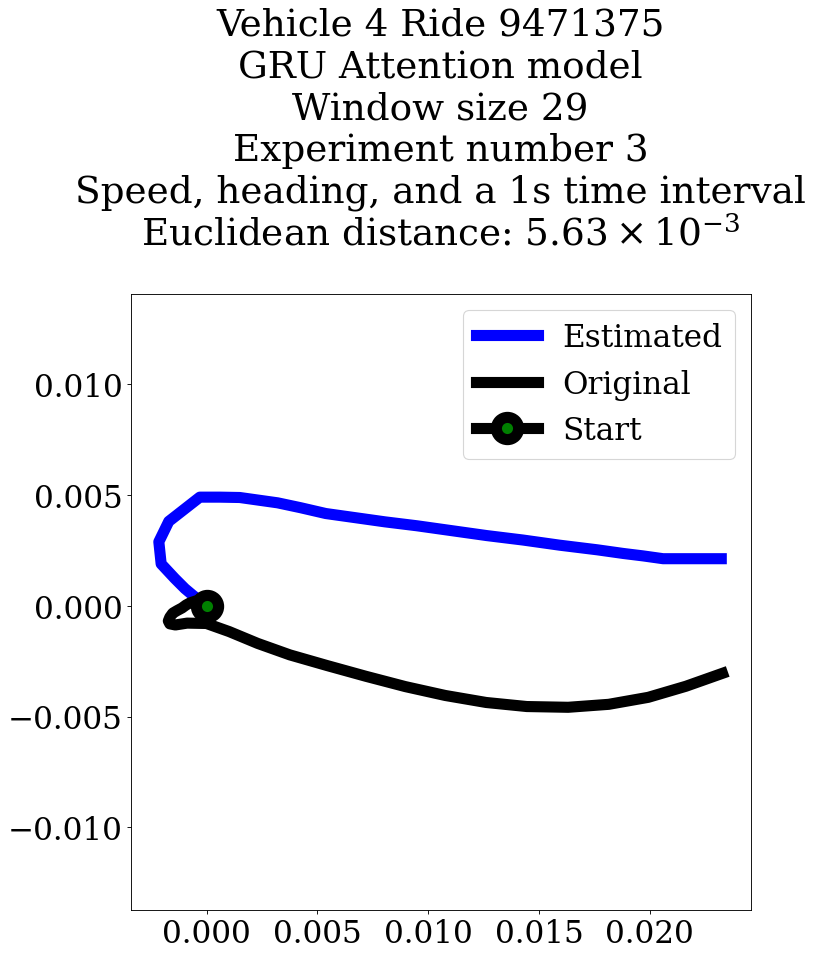 Vehicle 4 Ride 9471375
GRU Attention model
Window size 29
Experiment number 3
Speed, heading, and a 1s time interval
Euclidean distance: 5.63 × 10⁻³
Estimated
Original
Start
0.010
0.005
0.000
−0.005
−0.010
0.000 0.005 0.010 0.015 0.020